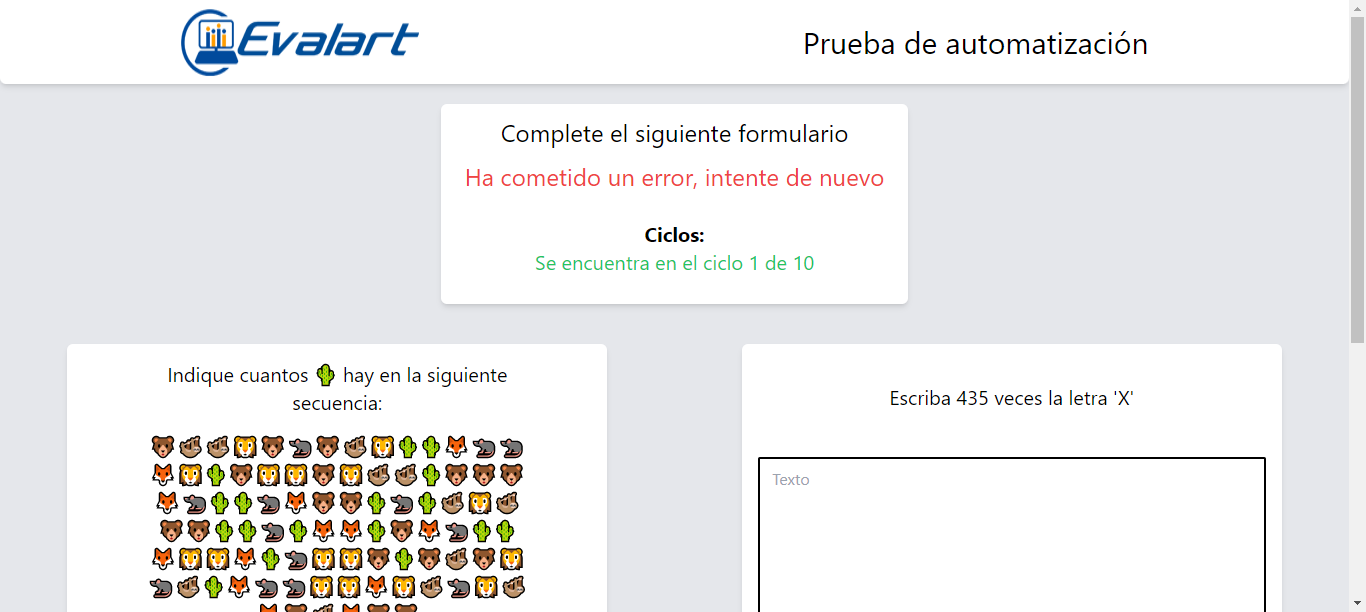 Evalart
Prueba de automatización
Complete el siguiente formulario
Ha cometido un error, intente de nuevo
Ciclos:
Se encuentra en el ciclo 1 de 10
Indique cuantos 🌵 hay en la siguiente
secuencia:
Escriba 435 veces la letra 'X'
Texto